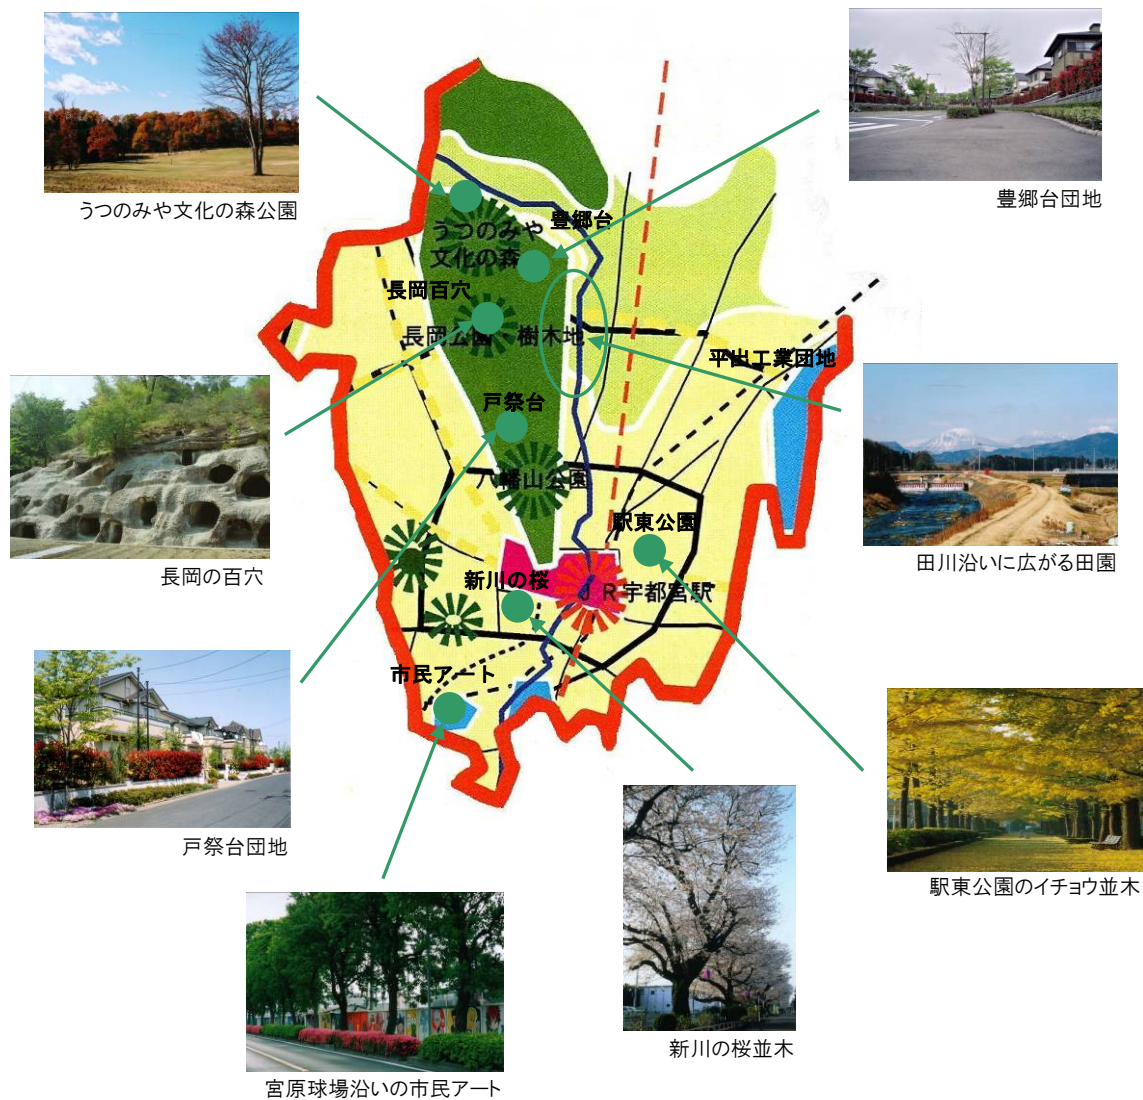 うつのみや文化の森公園
豊郷台団地
豊郷台
うつのみや
文化の森
長岡百穴
長岡公園・樹木地
平出工業団地
戸祭台
八幡山公園
駅東公園
新川の桜
JR宇都宮駅
市民アート
長岡の百穴
田川沿いに広がる田園
戸祭台団地
駅東公園のイチョウ並木
新川の桜並木
宮原球場沿いの市民アート